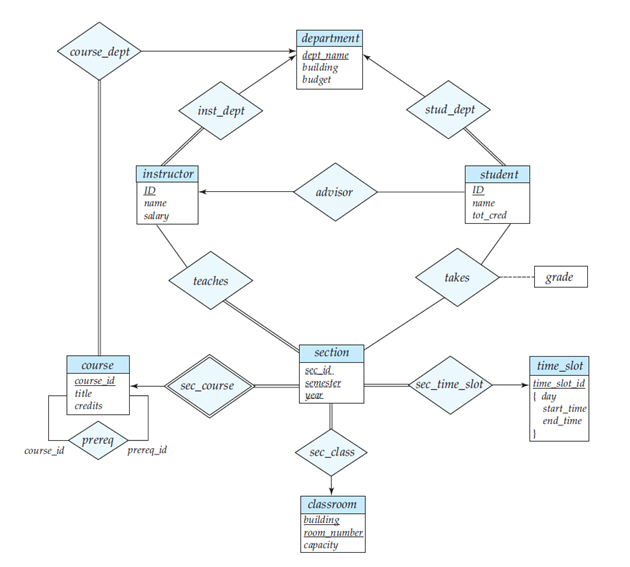 department
course_dept
dept_name
building
budget
inst_dept
stud_dept
instructor
ID
name
salary
advisor
student
ID
name
tot_cred
teaches
takes
grade
section
sec_id
semester
year
course
course_id
title
credits
sec_course
sec_time_slot
time_slot
time_slot_id
{ day
start_time
end_time
}
prereq
course_id
prereq_id
sec_class
classroom
building
room_number
capacity